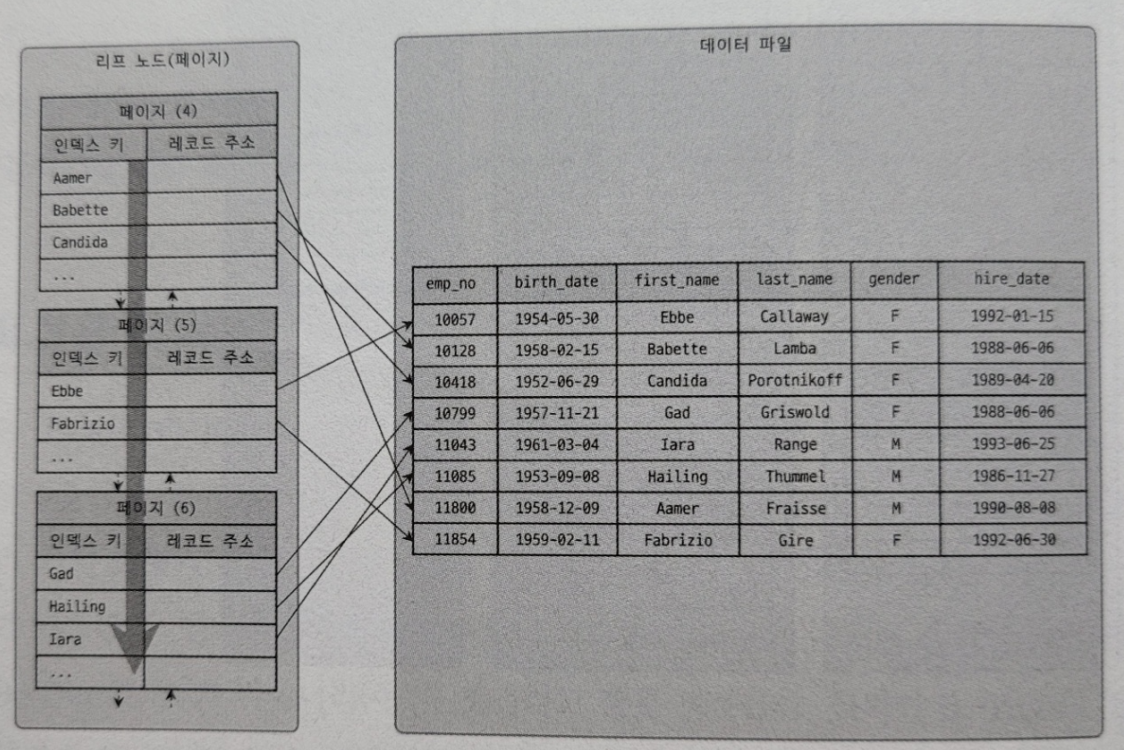 리프 노드(페이지)
페이지 (4)
인덱스 키 레코드 주소
Aamer
Babette
Candida
...
페이지 (5)
인덱스 키 레코드 주소
Ebbe
Fabrizio
...
페이지 (6)
인덱스 키 레코드 주소
Gad
Hailing
Iara
...
데이터 파일
emp_no birth_date first_name last_name gender hire_date
10057 1954-05-30 Ebbe Callaway F 1992-01-15
10128 1958-02-15 Babette Lamba F 1988-06-06
10418 1952-06-29 Candida Porotnikoff F 1989-04-20
10799 1957-11-21 Gad Griswold F 1988-06-06
11043 1961-03-04 Iara Range M 1993-06-25
11085 1953-09-08 Hailing Thummel M 1986-11-27
11800 1958-12-09 Aamer Fraisse M 1990-08-08
11854 1959-02-11 Fabrizio Gire F 1992-06-30